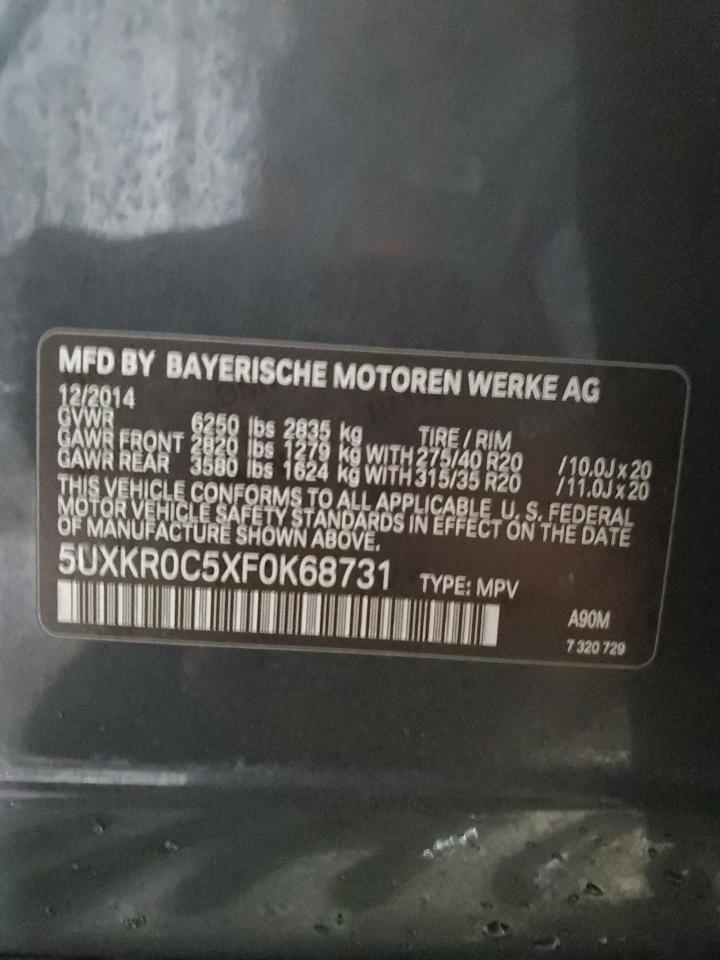 MFD BY BAYERISCHE MOTOREN WERKE AG
12/2014
GVWR 6250 lbs 2835 kg TIRE / RIM
GAWR FRONT 2820 lbs 1279 kg WITH 275/40 R20 /10.0J x 20
GAWR REAR 3580 lbs 1624 kg WITH 315/35 R20 /11.0J x 20
THIS VEHICLE CONFORMS TO ALL APPLICABLE U. S. FEDERAL
MOTOR VEHICLE SAFETY STANDARDS IN EFFECT ON THE DATE
OF MANUFACTURE SHOWN ABOVE.
5UXKR0C5XF0K68731 TYPE: MPV
A90M
7 320 729